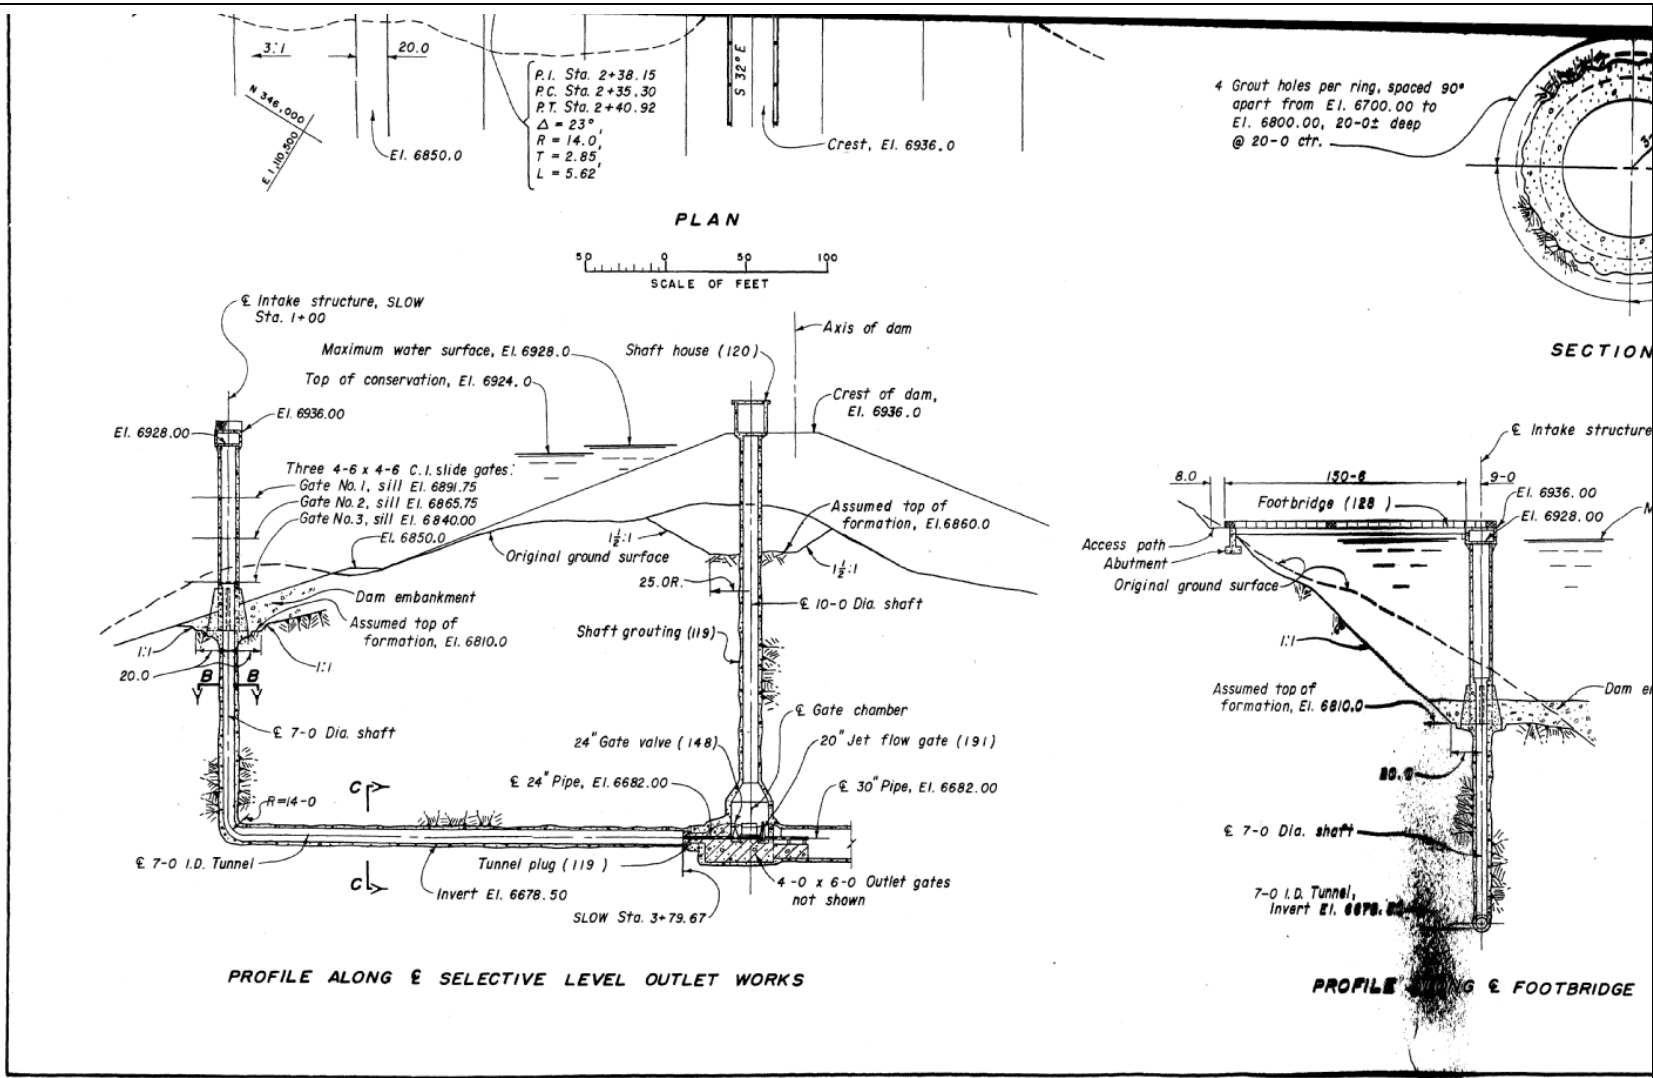 3:1
20.0
N 346,000
E 1,110,500
El. 6850.0
P.I. Sta. 2+38.15
P.C. Sta. 2+35.30
P.T. Sta. 2+40.92
Δ = 23°
R = 14.0'
T = 2.85'
L = 5.62'
S 32° E
Crest, El. 6936.0
4 Grout holes per ring, spaced 90°
apart from El. 6700.00 to
El. 6800.00, 20-0± deep
@ 20-0 ctr.
PLAN
50 0 50 100
SCALE OF FEET
SECTION
℄ Intake structure, SLOW
Sta. 1+00
Maximum water surface, El. 6928.0
Top of conservation, El. 6924.0
Shaft house (120)
Axis of dam
Crest of dam,
El. 6936.0
El. 6936.00
El. 6928.00
Three 4-6 x 4-6 C.I. slide gates:
Gate No. 1, sill El. 6891.75
Gate No. 2, sill El. 6865.75
Gate No. 3, sill El. 6840.00
El. 6850.0
Original ground surface
1½:1
Assumed top of
formation, El. 6860.0
1½:1
25.0R.
Dam embankment
Assumed top of
formation, El. 6810.0
1:1
1:1
20.0
B B
℄ 10-0 Dia. shaft
Shaft grouting (119)
℄ 7-0 Dia. shaft
℄ Gate chamber
24" Gate valve (148)
20" Jet flow gate (191)
℄ 24" Pipe, El. 6682.00
℄ 30" Pipe, El. 6682.00
C
R=14-0
℄ 7-0 I.D. Tunnel
C
Invert El. 6678.50
Tunnel plug (119)
SLOW Sta. 3+79.67
4-0 x 6-0 Outlet gates
not shown
PROFILE ALONG ℄ SELECTIVE LEVEL OUTLET WORKS
℄ Intake structure
8.0
150-6
9-0
Footbridge (128)
El. 6936.00
El. 6928.00
Access path
Abutment
Original ground surface
1:1
Assumed top of
formation, El. 6810.0
Dam
20.0
℄ 7-0 Dia. shaft
7-0 I.D. Tunnel,
Invert El.
PROFILE ALONG ℄ FOOTBRIDGE